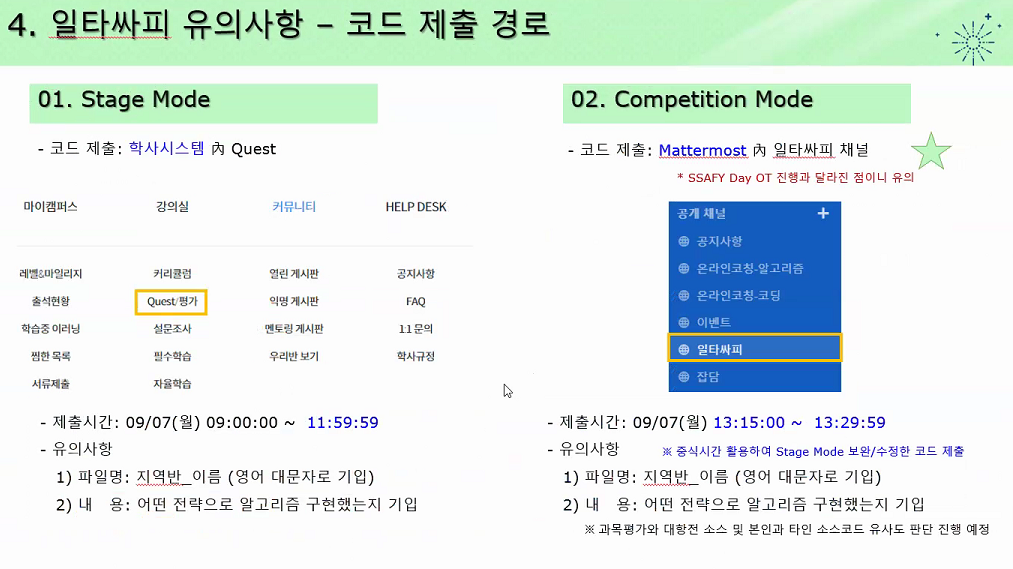 4. 일타싸피 유의사항 – 코드 제출 경로
01. Stage Mode
- 코드 제출: 학사시스템 內 Quest
마이캠퍼스 강의실 커뮤니티 HELP DESK
레벨&마일리지 커리큘럼 열린 게시판 공지사항
출석현황 Quest/평가 익명 게시판 FAQ
학습중 이러닝 설문조사 멘토링 게시판 1:1 문의
찜한 목록 필수학습 우리반 보기 학사규정
서류제출 자율학습
- 제출시간: 09/07(월) 09:00:00 ~ 11:59:59
- 유의사항
1) 파일명: 지역반_이름 (영어 대문자로 기입)
2) 내 용: 어떤 전략으로 알고리즘 구현했는지 기입
02. Competition Mode
- 코드 제출: Mattermost 內 일타싸피 채널
* SSAFY Day OT 진행과 달라진 점이니 유의
공개 채널 +
공지사항
온라인코칭-알고리즘
온라인코칭-코딩
이벤트
일타싸피
잡담
- 제출시간: 09/07(월) 13:15:00 ~ 13:29:59
- 유의사항 ※ 중식시간 활용하여 Stage Mode 보완/수정한 코드 제출
1) 파일명: 지역반_이름 (영어 대문자로 기입)
2) 내 용: 어떤 전략으로 알고리즘 구현했는지 기입
※ 과목평가와 대항전 소스 및 본인과 타인 소스코드 유사도 판단 진행 예정